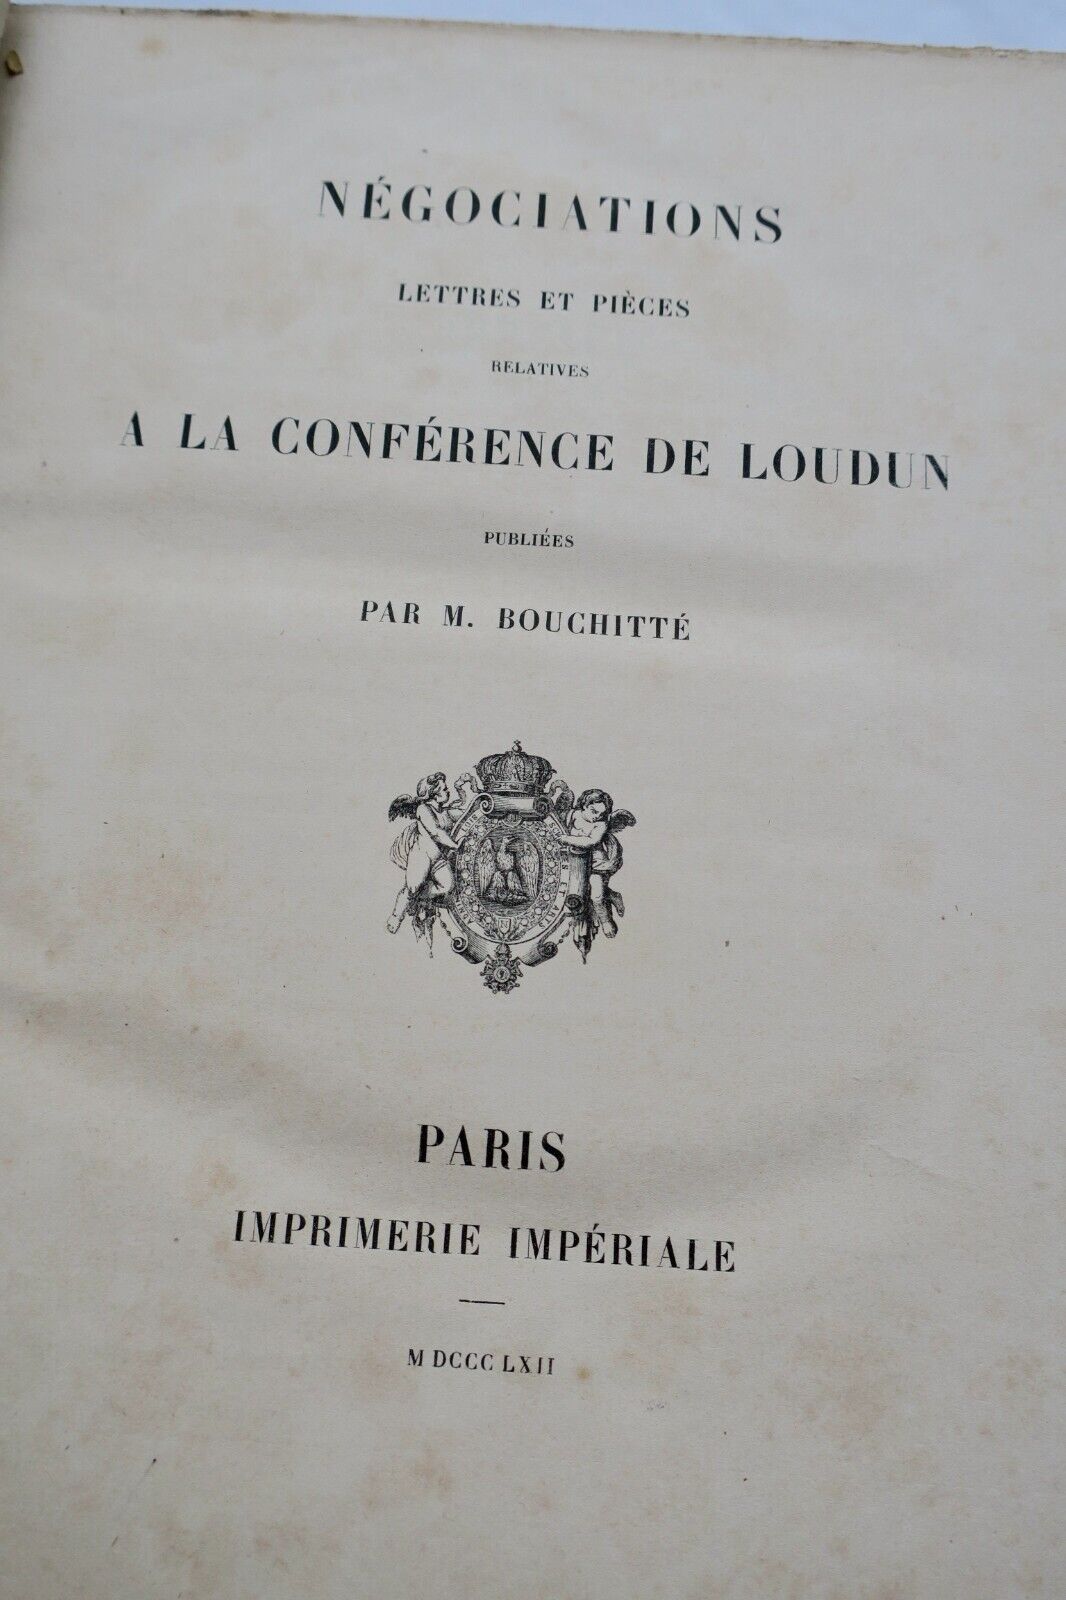 NÉGOCIATIONS
LETTRES ET PIÈCES
RELATIVES
A LA CONFÉRENCE DE LOUDUN
PUBLIÉES
PAR M. BOUCHITTÉ
PARIS
IMPRIMERIE IMPÉRIALE
M DCCC LXII